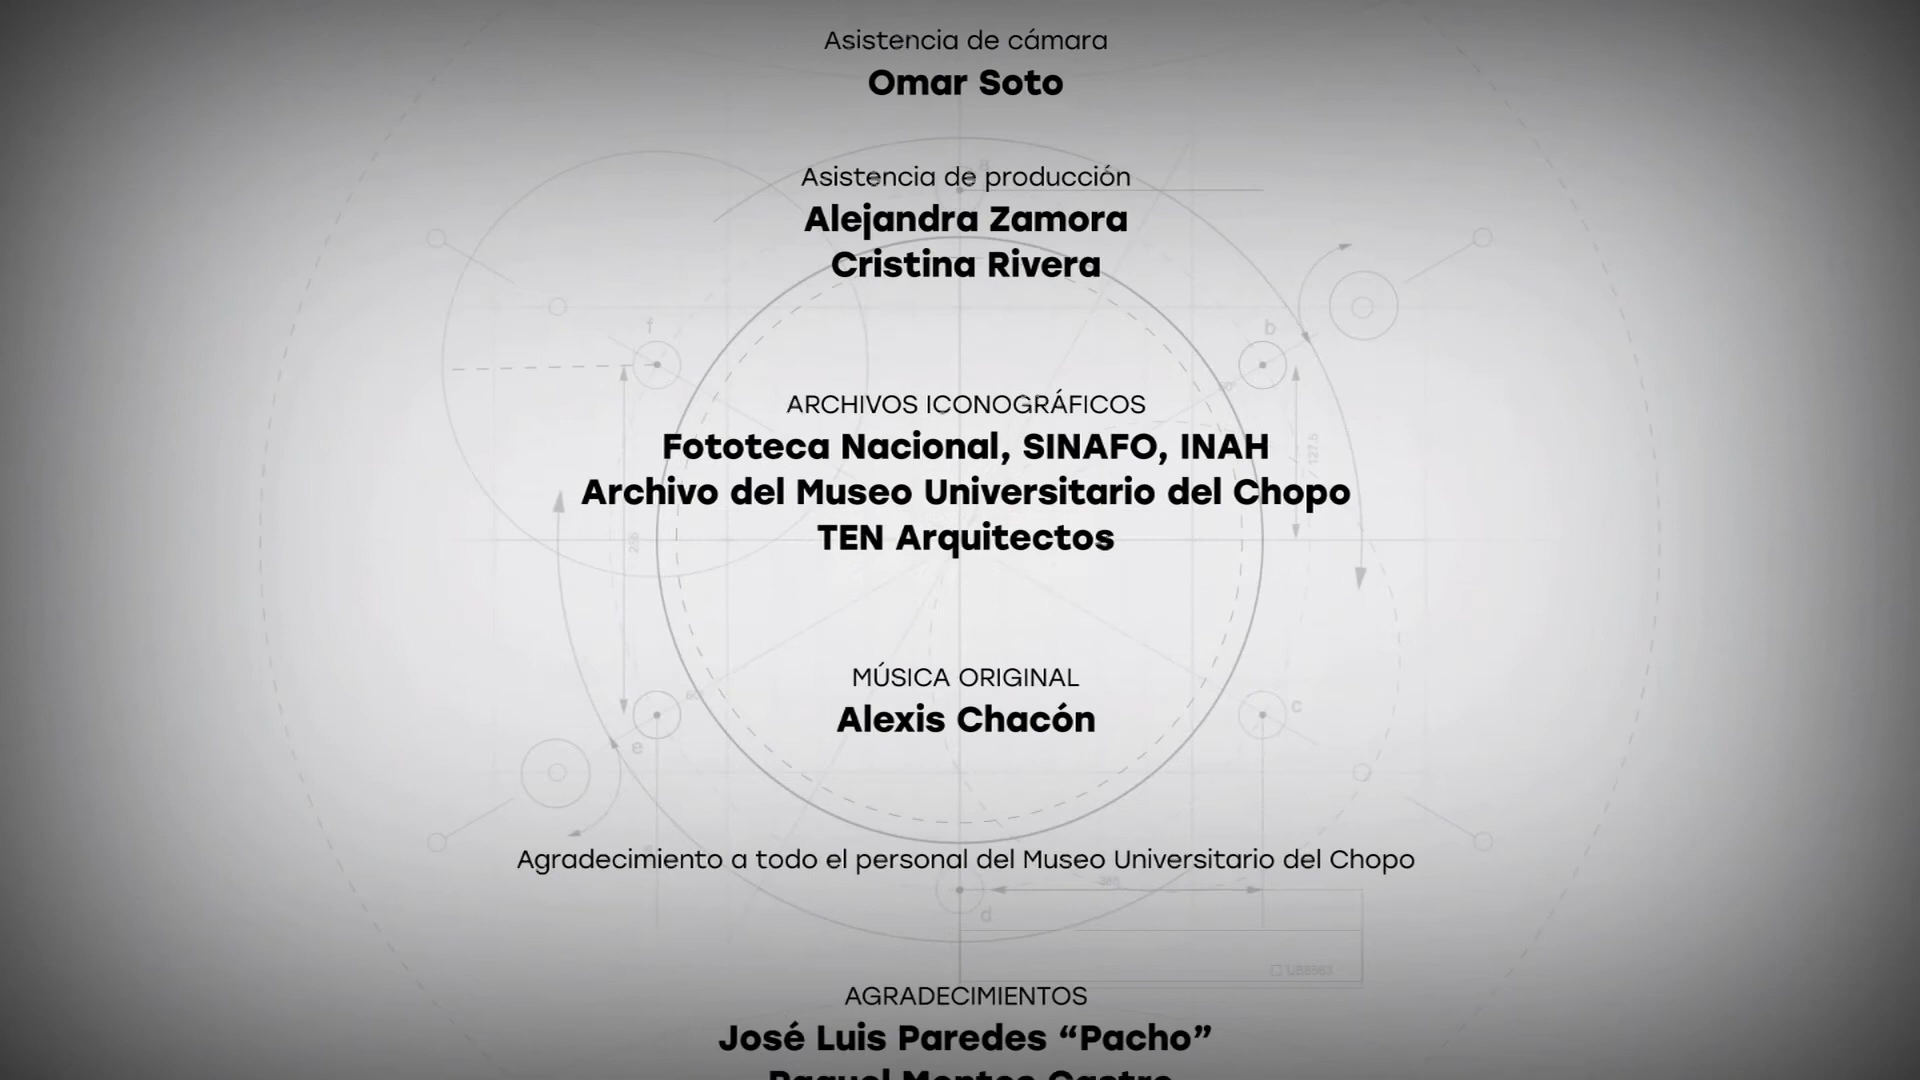 Asistencia de cámara
Omar Soto
Asistencia de producción
Alejandra Zamora
Cristina Rivera
f
b
ARCHIVOS ICONOGRÁFICOS
Fototeca Nacional, SINAFO, INAH
Archivo del Museo Universitario del Chopo
TEN Arquitectos
127.5
MÚSICA ORIGINAL
Alexis Chacón
c
e
Agradecimiento a todo el personal del Museo Universitario del Chopo
d
AGRADECIMIENTOS
José Luis Paredes “Pacho”